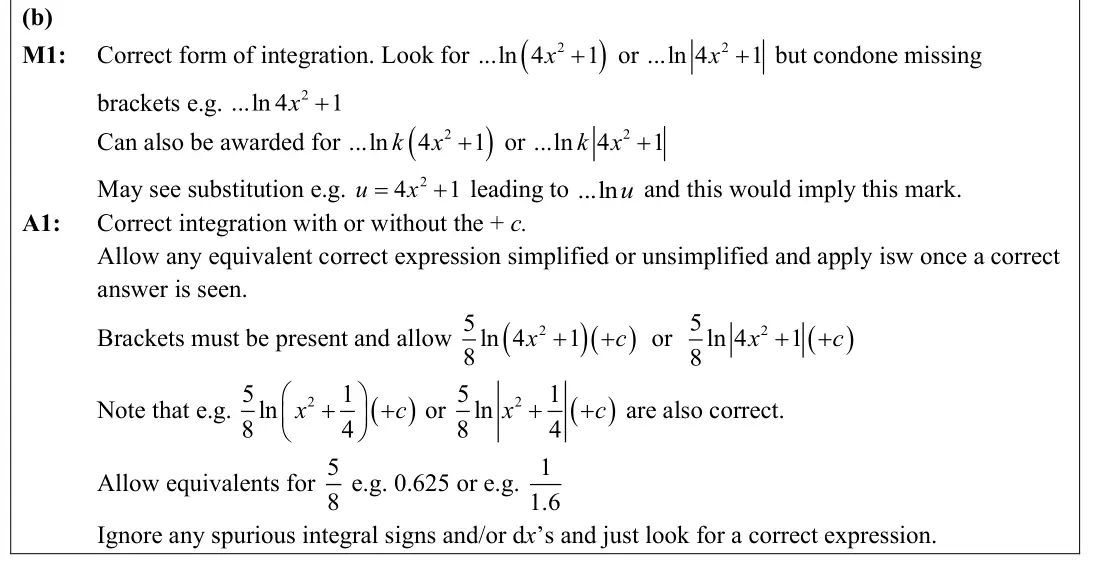 (b)
M1: Correct form of integration. Look for ...ln(4x² +1) or ...ln|4x² +1| but condone missing
brackets e.g. ...ln 4x² +1
Can also be awarded for ...ln k(4x² +1) or ...ln k|4x² +1|
May see substitution e.g. u = 4x² +1 leading to ...ln u and this would imply this mark.
A1: Correct integration with or without the + c.
Allow any equivalent correct expression simplified or unsimplified and apply isw once a correct
answer is seen.
Brackets must be present and allow 5/8 ln(4x² +1)(+c) or 5/8 ln|4x² +1|(+c)
Note that e.g. 5/8 ln(x² + 1/4)(+c) or 5/8 ln|x² + 1/4|(+c) are also correct.
Allow equivalents for 5/8 e.g. 0.625 or e.g. 1/1.6
Ignore any spurious integral signs and/or dx’s and just look for a correct expression.